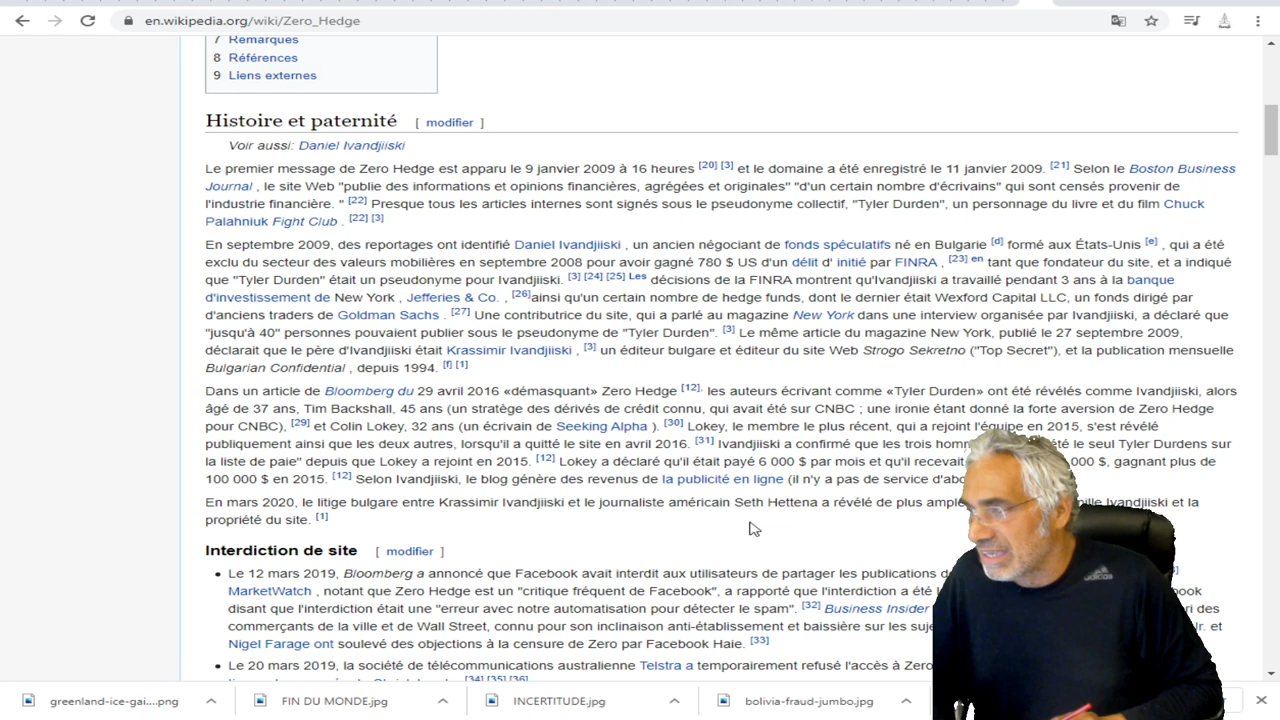 en.wikipedia.org/wiki/Zero_Hedge
7 Remarques
8 Références
9 Liens externes
Histoire et paternité [ modifier ]
Voir aussi: Daniel Ivandjiiski
Le premier message de Zero Hedge est apparu le 9 janvier 2009 à 16 heures [20] [3] et le domaine a été enregistré le 11 janvier 2009. [21] Selon le Boston Business
Journal , le site Web "publie des informations et opinions financières, agrégées et originales" "d'un certain nombre d'écrivains" qui sont censés provenir de
l'industrie financière. " [22] Presque tous les articles internes sont signés sous le pseudonyme collectif, "Tyler Durden", un personnage du livre et du film Chuck
Palahniuk Fight Club . [22] [3]
En septembre 2009, des reportages ont identifié Daniel Ivandjiiski , un ancien négociant de fonds spéculatifs né en Bulgarie [d] formé aux États-Unis [e] , qui a été
exclu du secteur des valeurs mobilières en septembre 2008 pour avoir gagné 780 $ US d'un délit d' initié par FINRA , [23] en tant que fondateur du site, et a indiqué
que "Tyler Durden" était un pseudonyme pour Ivandjiiski. [3] [24] [25] Les décisions de la FINRA montrent qu'Ivandjiiski a travaillé pendant 3 ans à la banque
d'investissement de New York , Jefferies & Co. , [26]ainsi qu'un certain nombre de hedge funds, dont le dernier était Wexford Capital LLC, un fonds dirigé par
d'anciens traders de Goldman Sachs . [27] Une contributrice du site, qui a parlé au magazine New York dans une interview organisée par Ivandjiiski, a déclaré que
"jusqu'à 40" personnes pouvaient publier sous le pseudonyme de "Tyler Durden". [3] Le même article du magazine New York, publié le 27 septembre 2009,
déclarait que le père d'Ivandjiiski était Krassimir Ivandjiiski , [3] un éditeur bulgare et éditeur du site Web Strogo Sekretno ("Top Secret"), et la publication mensuelle
Bulgarian Confidential , depuis 1994. [f] [1]
Dans un article de Bloomberg du 29 avril 2016 «démasquant» Zero Hedge [12], les auteurs écrivant comme «Tyler Durden» ont été révélés comme Ivandjiiski, alors
âgé de 37 ans, Tim Backshall, 45 ans (un stratège des dérivés de crédit connu, qui avait été sur CNBC ; une ironie étant donné la forte aversion de Zero Hedge
pour CNBC), [29] et Colin Lokey, 32 ans (un écrivain de Seeking Alpha ). [30] Lokey, le membre le plus récent, qui a rejoint l'équipe en 2015, s'est révélé
publiquement ainsi que les deux autres, lorsqu'il a quitté le site en avril 2016. [31] Ivandjiiski a confirmé que les trois été le seul Tyler Durdens sur
la liste de paie" depuis que Lokey a rejoint en 2015. [12] Lokey a déclaré qu'il était payé 6 000 $ par mois et qu'il 000 $, gagnant plus de
100 000 $ en 2015. [12] Selon Ivandjiiski, le blog génère des revenus de la publicité en ligne (il n'y a pas de service
En mars 2020, le litige bulgare entre Krassimir Ivandjiiski et le journaliste américain Seth Hettena a révélé de plus Ivandjiiski et la
propriété du site. [1]
Interdiction de site [ modifier ]
Le 12 mars 2019, Bloomberg a annoncé que Facebook avait interdit aux utilisateurs de partager les publications
MarketWatch , notant que Zero Hedge est un "critique fréquent de Facebook", a rapporté que l'interdiction a été
disant que l'interdiction était une "erreur avec notre automatisation pour détecter le spam". [32] Business Insider des
commerçants de la ville et de Wall Street, connu pour son inclinaison anti-établissement et baissière sur les et
Nigel Farage ont soulevé des objections à la censure de Zero par Facebook Haie. [33]
Le 20 mars 2019, la société de télécommunications australienne Telstra a temporairement refusé l'accès à
[34] [35] [36]
adidas
greenland-ice-gai....png
FIN DU MONDE.jpg
INCERTITUDE.jpg
bolivia-fraud-jumbo.jpg